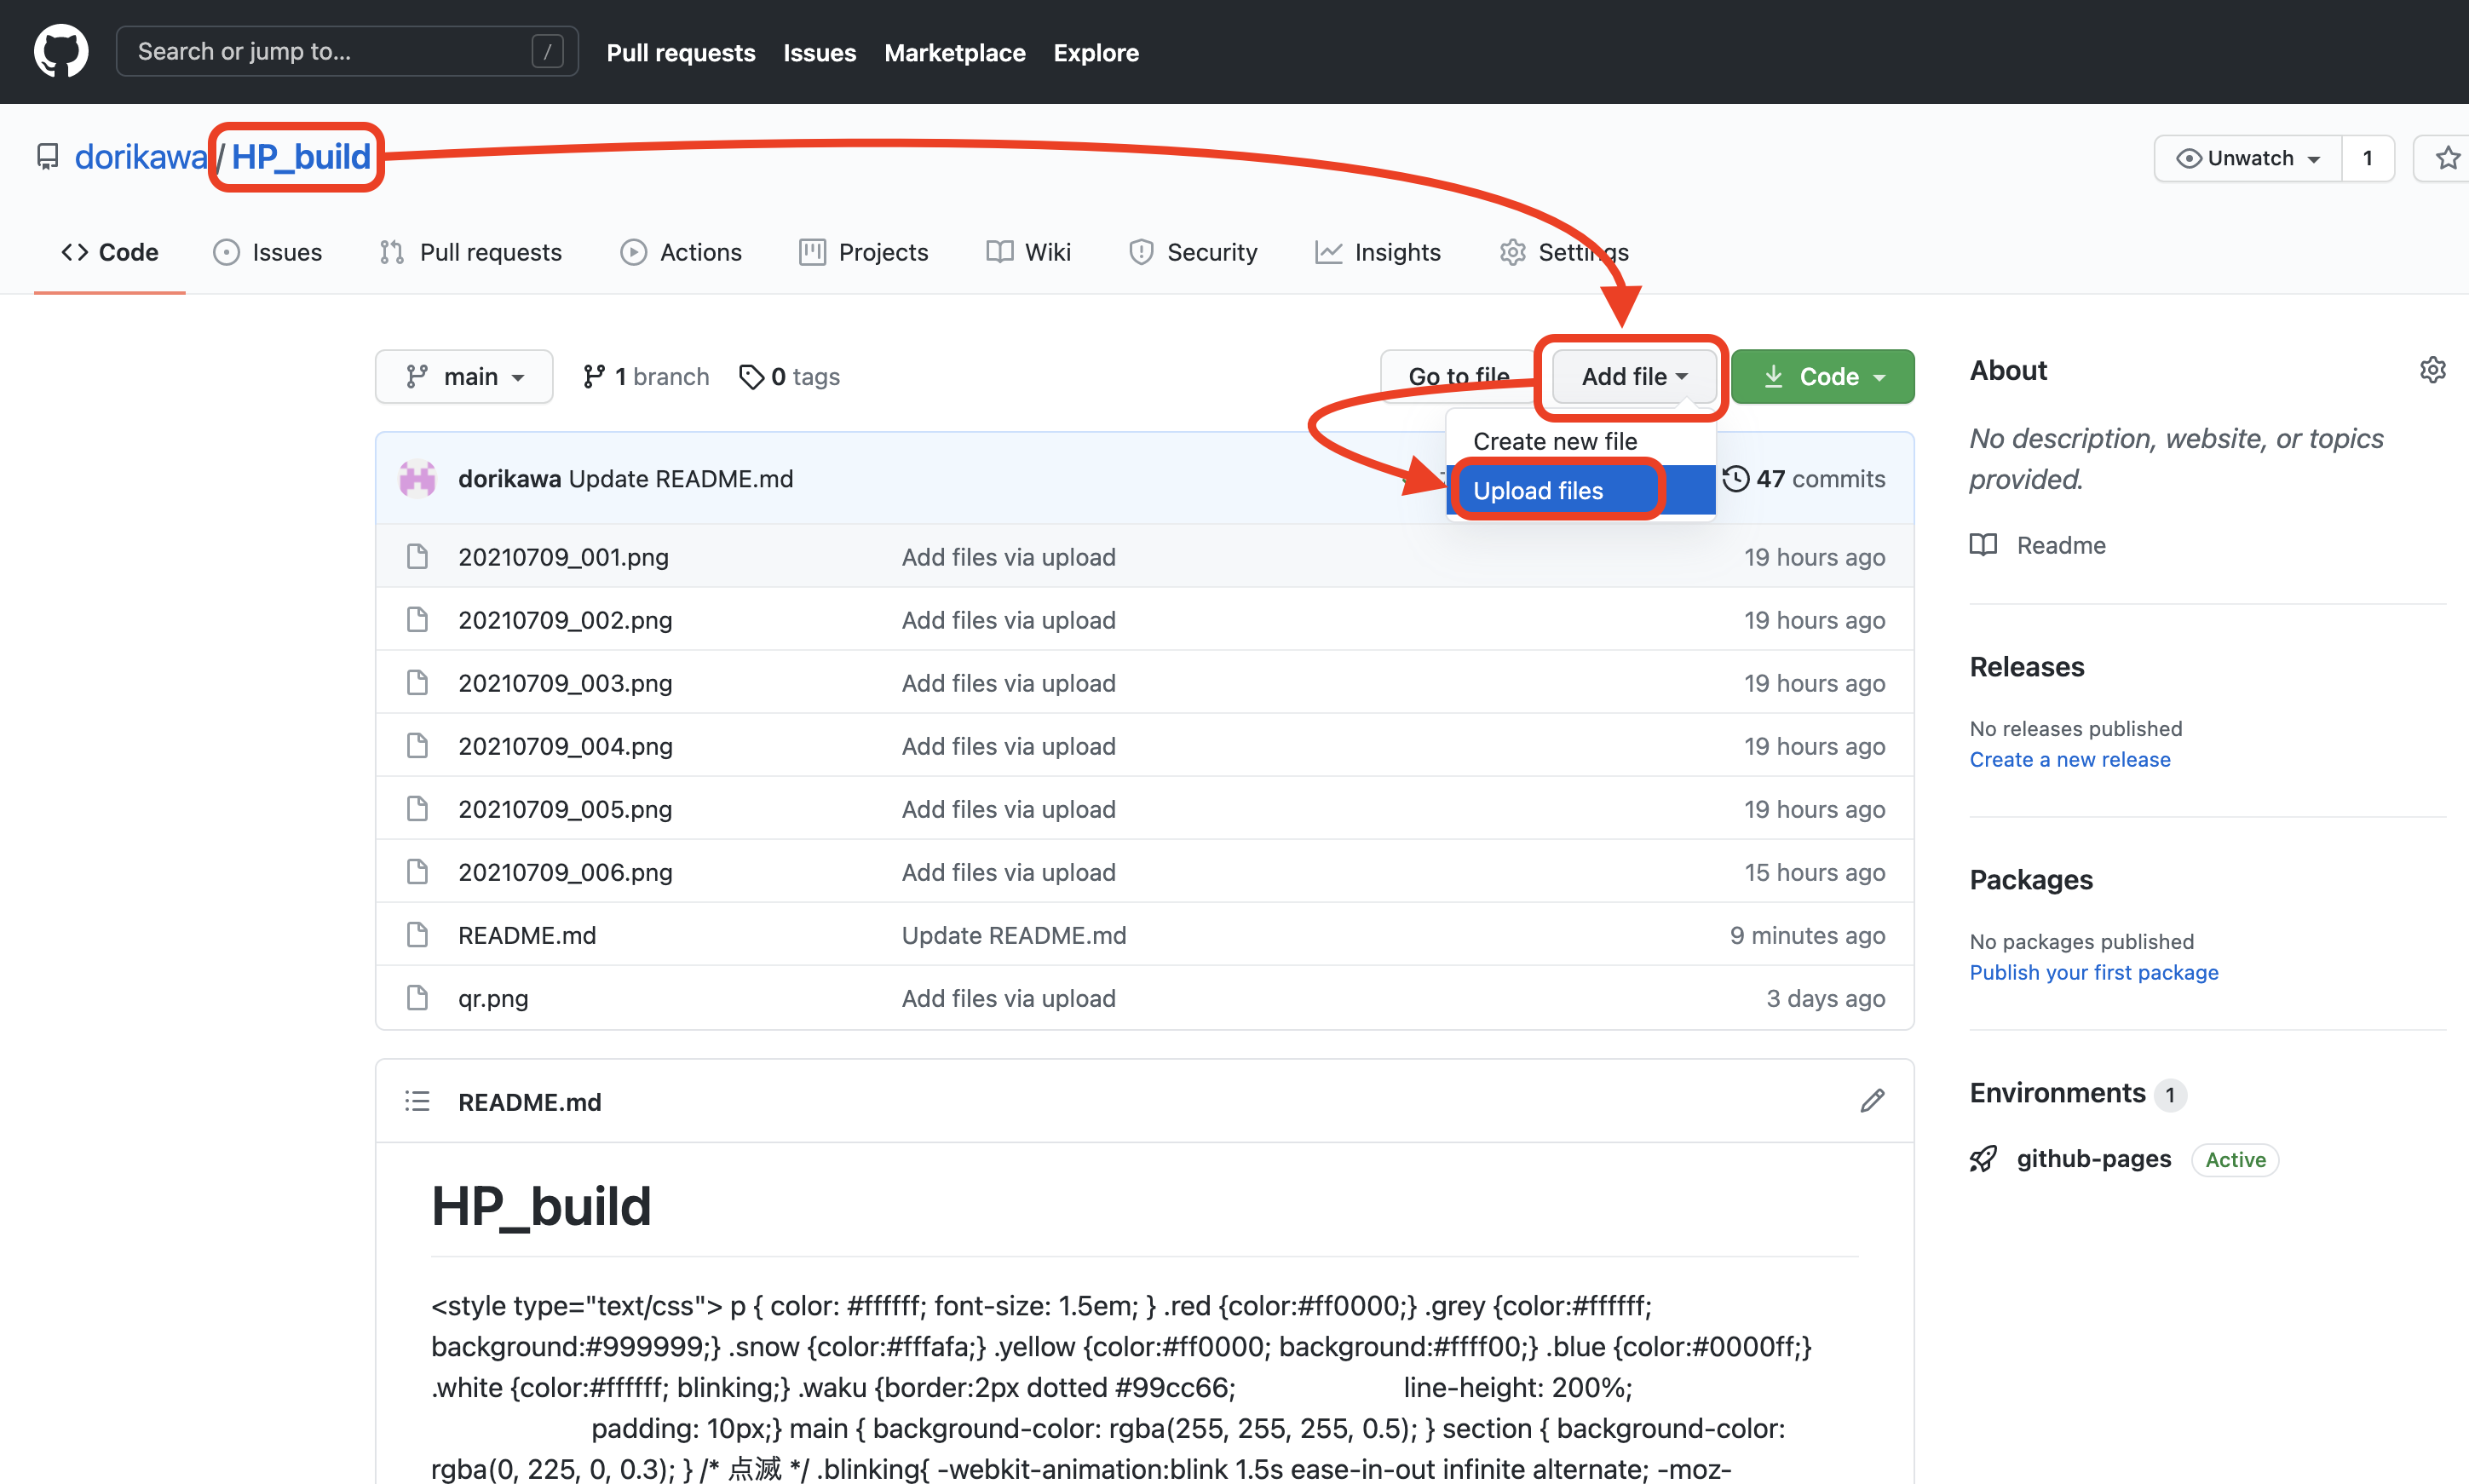 Search or jump to... /
Pull requests Issues Marketplace Explore
dorikawa / HP_build
Unwatch 1
Code Issues Pull requests Actions Projects Wiki Security Insights Settings
main 1 branch 0 tags
Go to file Add file Code
Create new file
Upload files
dorikawa Update README.md
47 commits
20210709_001.png Add files via upload 19 hours ago
20210709_002.png Add files via upload 19 hours ago
20210709_003.png Add files via upload 19 hours ago
20210709_004.png Add files via upload 19 hours ago
20210709_005.png Add files via upload 19 hours ago
20210709_006.png Add files via upload 15 hours ago
README.md Update README.md 9 minutes ago
qr.png Add files via upload 3 days ago
README.md
HP_build
<style type="text/css"> p { color: #ffffff; font-size: 1.5em; } .red {color:#ff0000;} .grey {color:#ffffff;
background:#999999;} .snow {color:#fffafa;} .yellow {color:#ff0000; background:#ffff00;} .blue {color:#0000ff;}
.white {color:#ffffff; blinking;} .waku {border:2px dotted #99cc66; line-height: 200%;
padding: 10px;} main { background-color: rgba(255, 255, 255, 0.5); } section { background-color:
rgba(0, 225, 0, 0.3); } /* 点滅 */ .blinking{ -webkit-animation:blink 1.5s ease-in-out infinite alternate; -moz-
About
No description, website, or topics
provided.
Readme
Releases
No releases published
Create a new release
Packages
No packages published
Publish your first package
Environments 1
github-pages Active